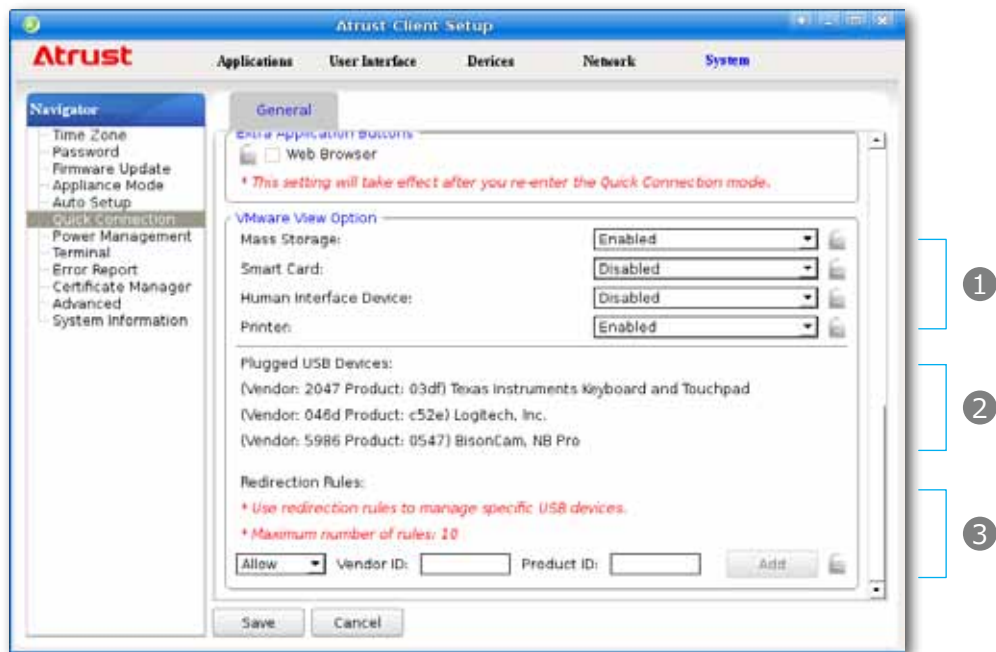 Atrust Client Setup
Atrust
Applications User Interface Devices Network System
Navigator
Time Zone
Password
Firmware Update
Appliance Mode
Auto Setup
Quick Connection
Power Management
Terminal
Error Report
Certificate Manager
Advanced
System Information
General
Extra Application Buttons
Web Browser
* This setting will take effect after you re-enter the Quick Connection mode.
VMware View Option
Mass Storage: Enabled
Smart Card: Disabled
Human Interface Device: Disabled
Printer: Enabled
1
Plugged USB Devices:
(Vendor: 2047 Product: 03df) Texas Instruments Keyboard and Touchpad
(Vendor: 046d Product: c52e) Logitech, Inc.
(Vendor: 5986 Product: 0547) BisonCam, NB Pro
2
Redirection Rules:
* Use redirection rules to manage specific USB devices.
* Maximum number of rules: 10
Allow Vendor ID: Product ID: Add
3
Save Cancel